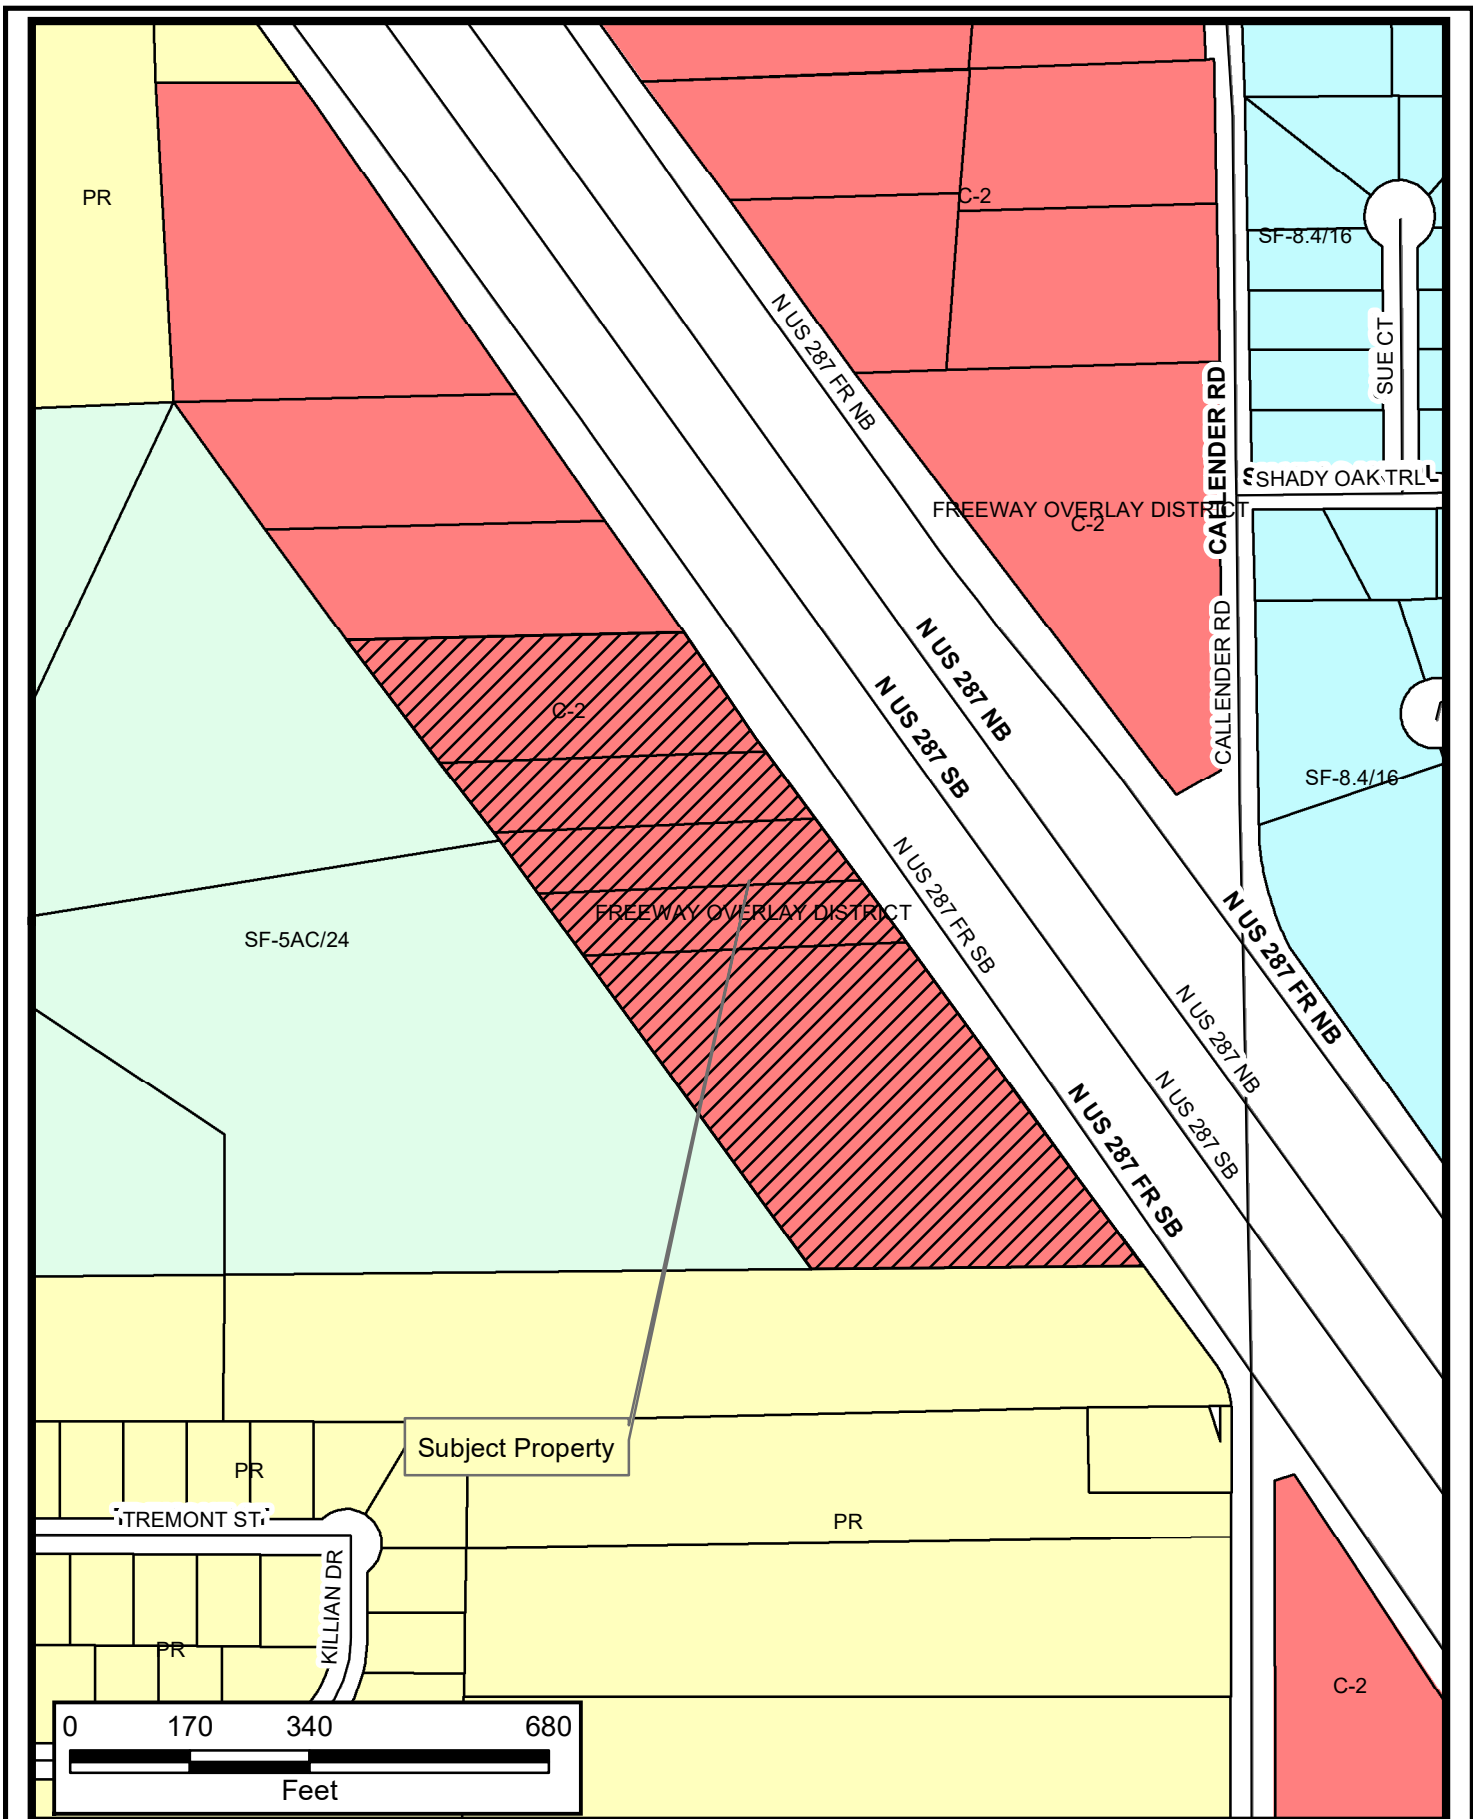 PR
C-2
SF-8.4/16
SUE CT
N US 287 FR NB
CALLENDER RD
SHADY OAK TRL
FREEWAY OVERLAY DISTRICT
C-2
CALLENDER RD
N US 287 NB
N US 287 SB
C-2
SF-8.4/16
N US 287 FR SB
FREEWAY OVERLAY DISTRICT
SF-5AC/24
N US 287 FR NB
N US 287 NB
N US 287 SB
N US 287 FR SB
Subject Property
PR
TREMONT ST
PR
KILLIAN DR
PR
C-2
0 170 340 680
Feet